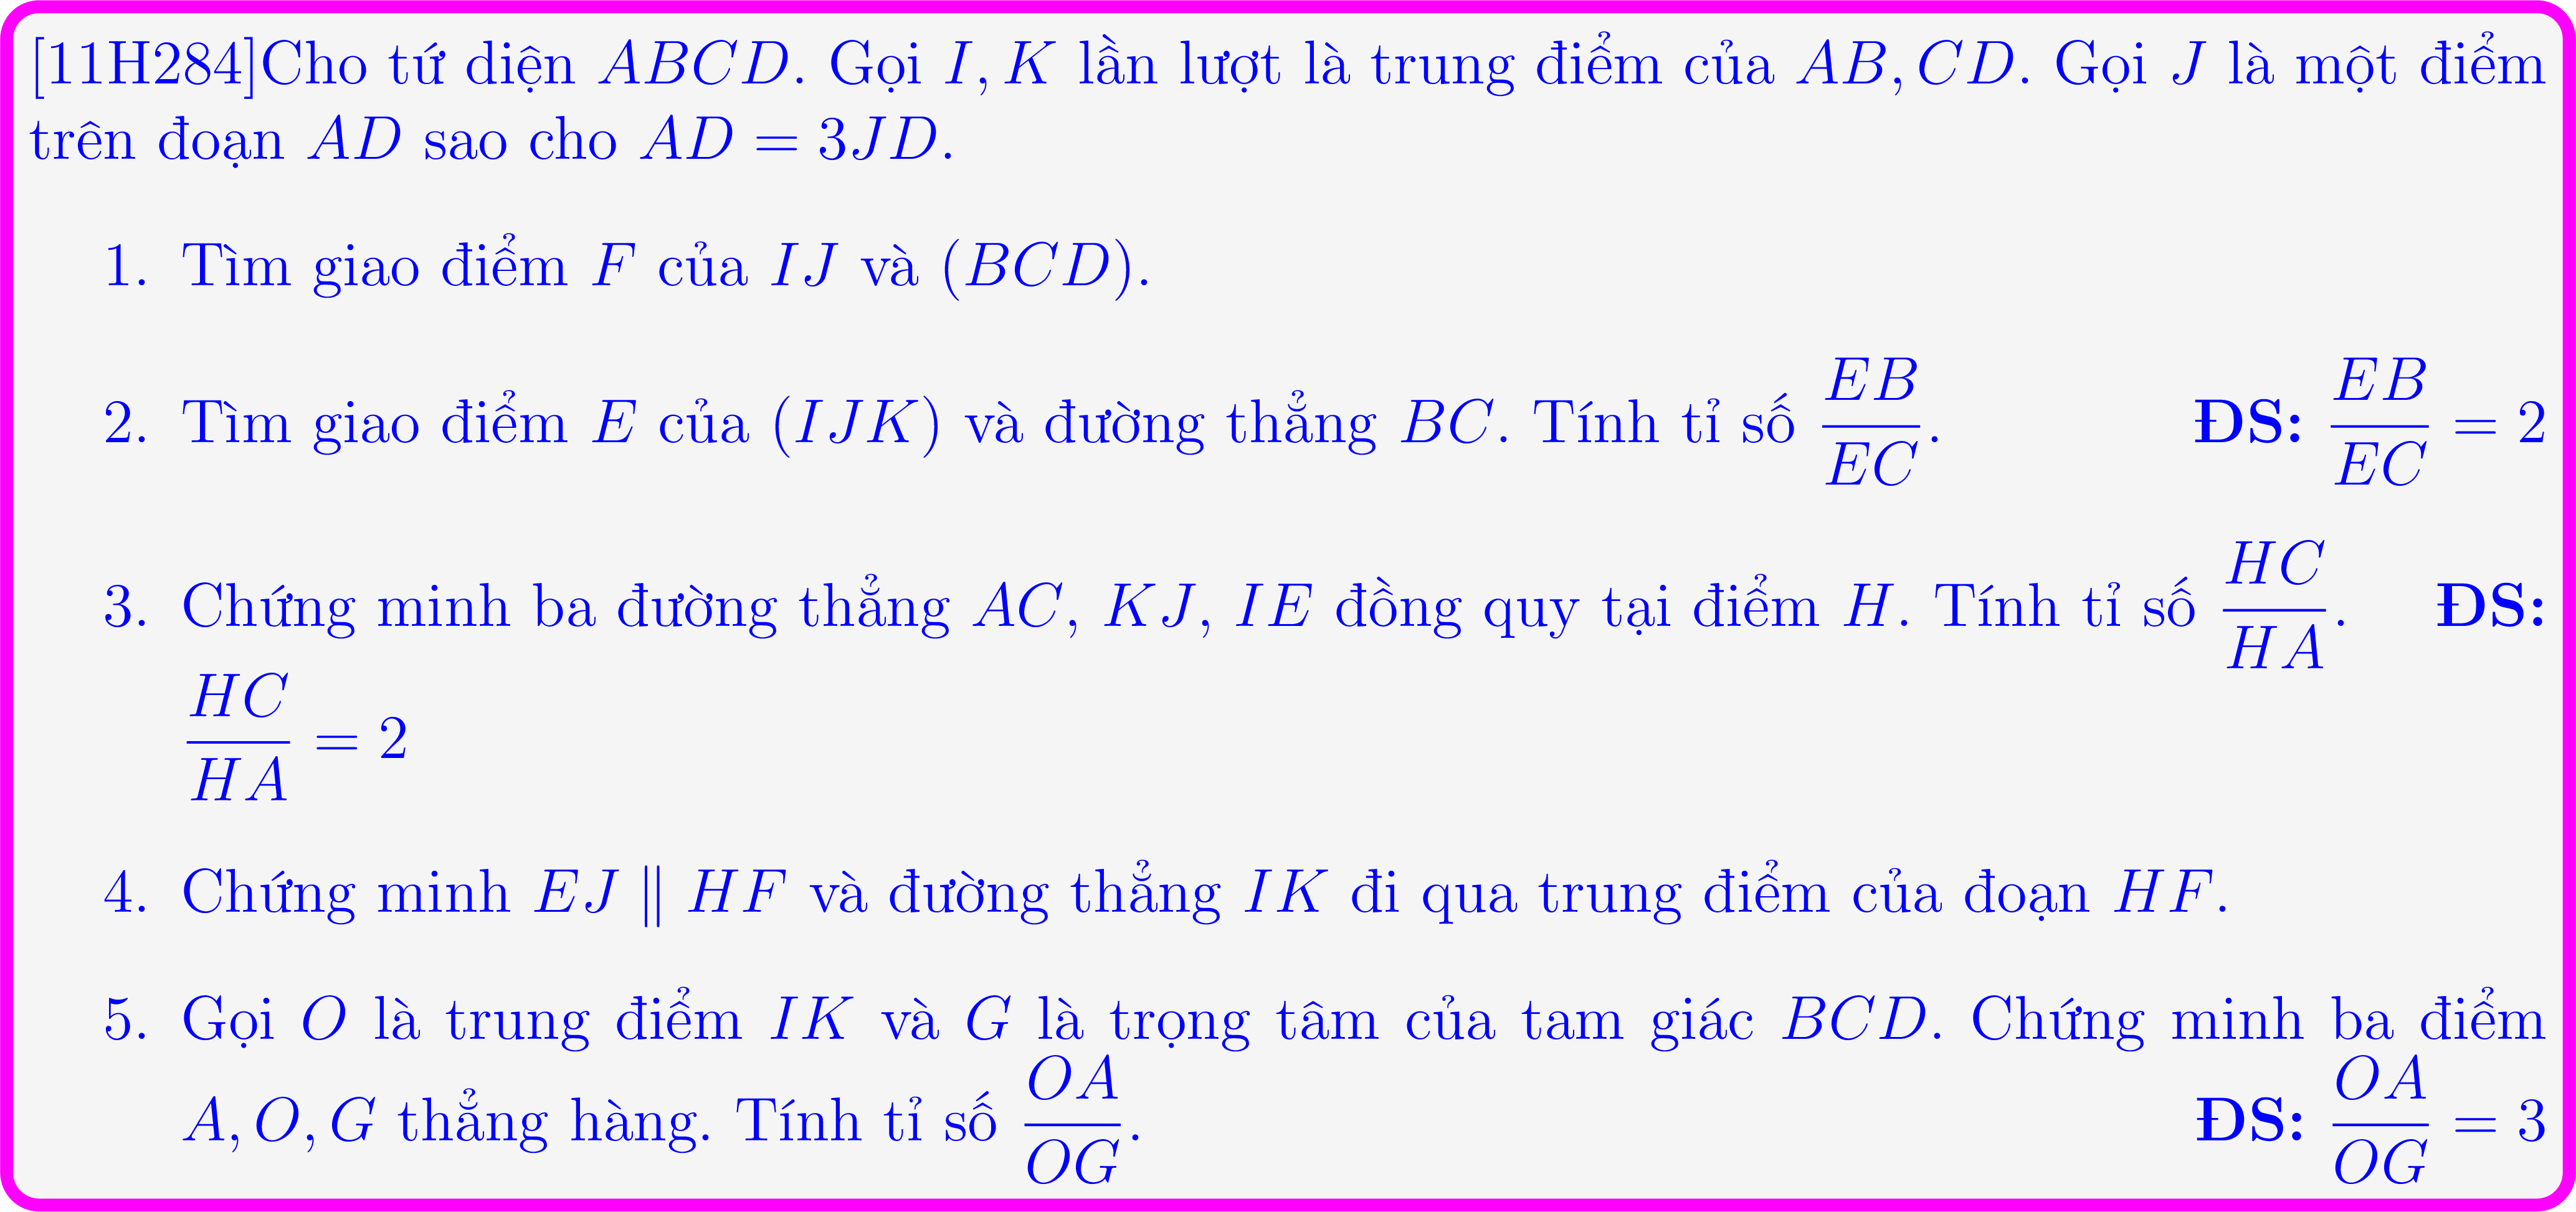 [11H284]Cho tứ diện $ABCD$. Gọi $I, K$ lần lượt là trung điểm của $AB, CD$. Gọi $J$ là một điểm
trên đoạn $AD$ sao cho $AD = 3JD$.
1. Tìm giao điểm $F$ của $IJ$ và $(BCD)$.
2. Tìm giao điểm $E$ của $(IJK)$ và đường thẳng $BC$. Tính tỉ số $\dfrac{EB}{EC}$. ĐS: $\dfrac{EB}{EC} = 2$
3. Chứng minh ba đường thẳng $AC$, $KJ$, $IE$ đồng quy tại điểm $H$. Tính tỉ số $\dfrac{HC}{HA}$. ĐS:
$\dfrac{HC}{HA} = 2$
4. Chứng minh $EJ \parallel HF$ và đường thẳng $IK$ đi qua trung điểm của đoạn $HF$.
5. Gọi $O$ là trung điểm $IK$ và $G$ là trọng tâm của tam giác $BCD$. Chứng minh ba điểm
$A, O, G$ thẳng hàng. Tính tỉ số $\dfrac{OA}{OG}$. ĐS: $\dfrac{OA}{OG} = 3$